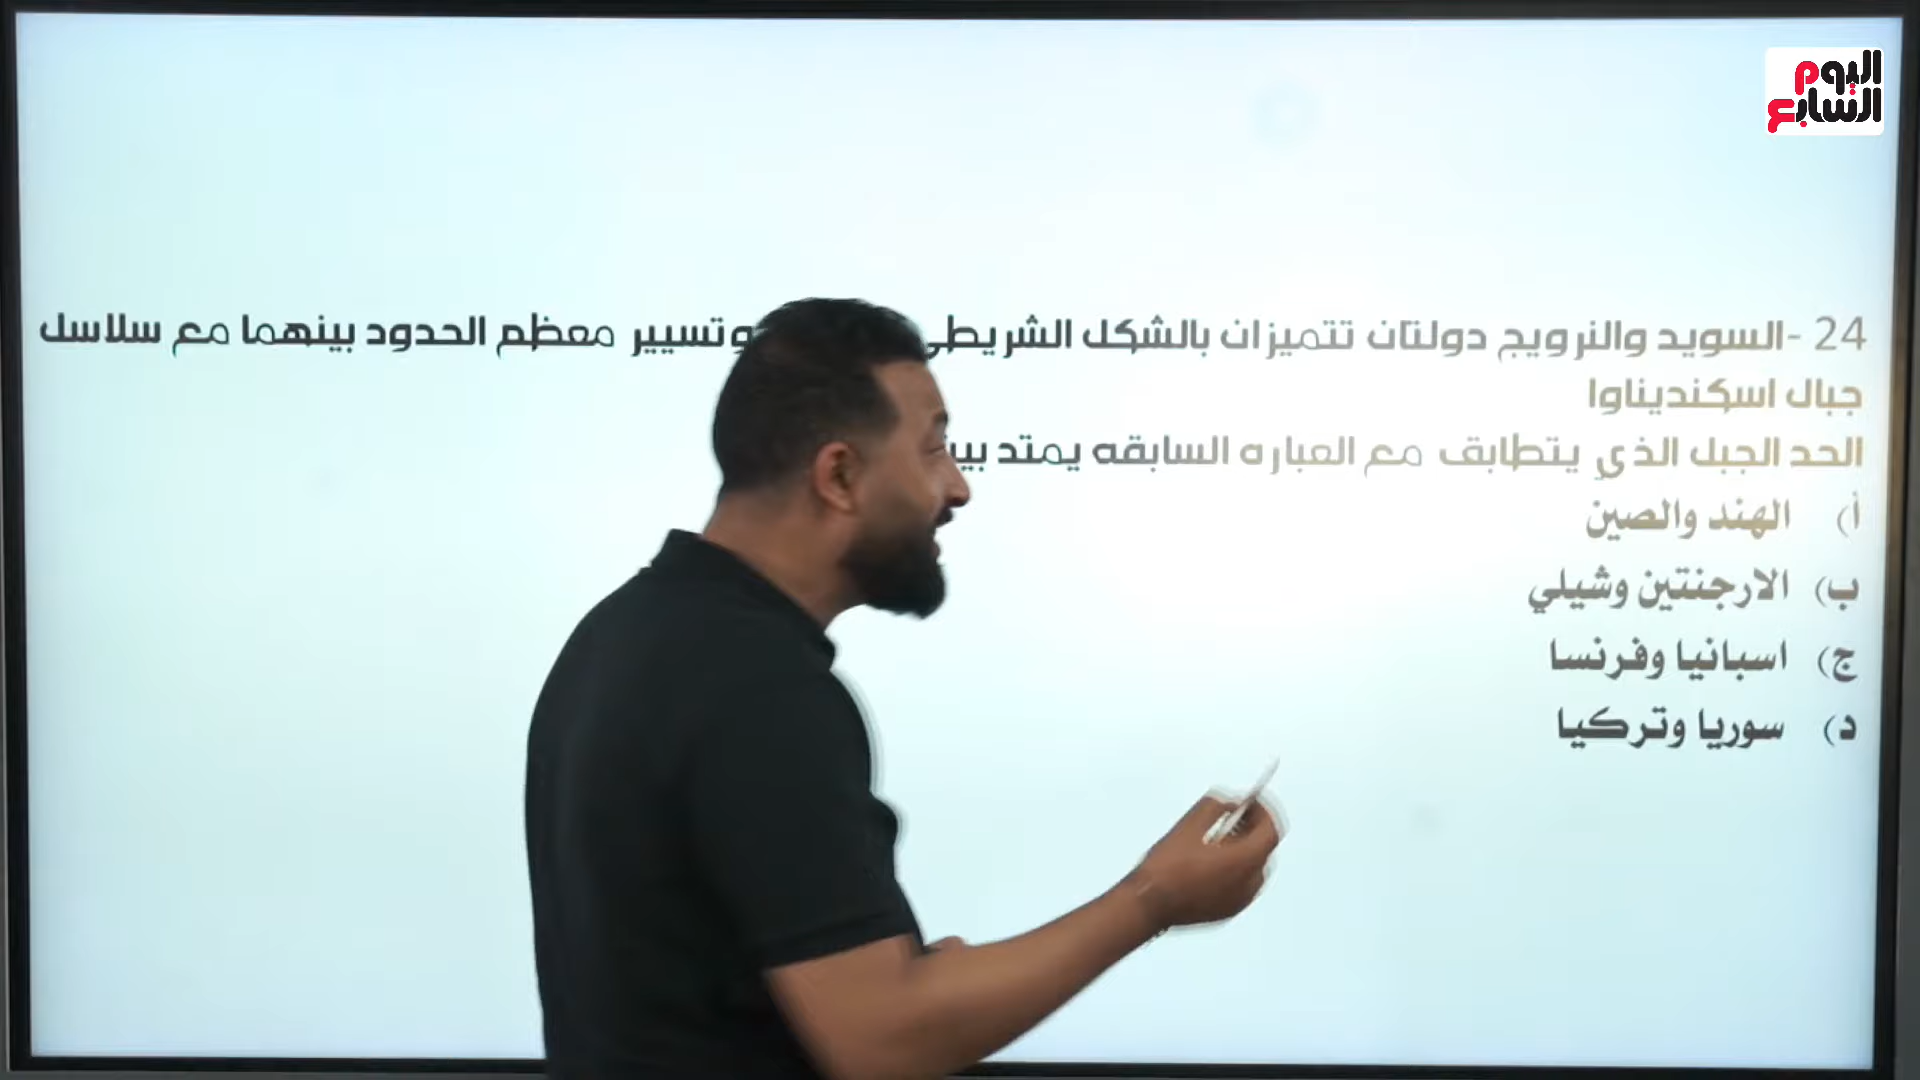 اليوم
السابع
24 -السويد والنرويج دولتان تتميزان بالشكل الشريطي وتسيير معظم الحدود بينهما مع سلاسل
جبال اسكنديناوا
الحد الجبل الذي يتطابق مع العباره السابقه يمتد
أ) الهند والصين
ب) الارجنتين وشيلي
ج) اسبانيا وفرنسا
د) سوريا وتركيا